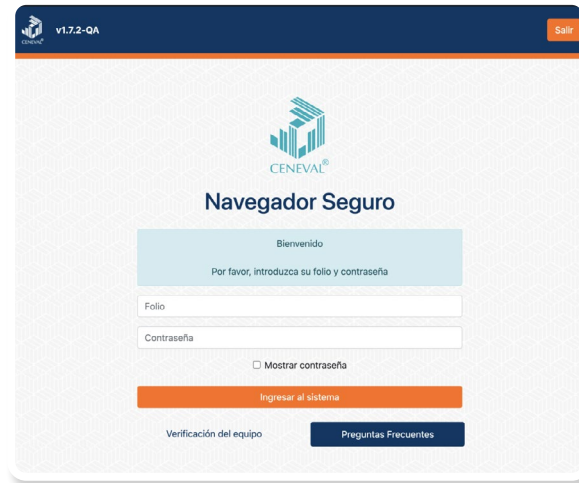 CENEVAL®
v1.7.2-QA
Salir
CENEVAL®
Navegador Seguro
Bienvenido
Por favor, introduzca su folio y contraseña
Folio
Contraseña
Mostrar contraseña
Ingresar al sistema
Verificación del equipo
Preguntas Frecuentes